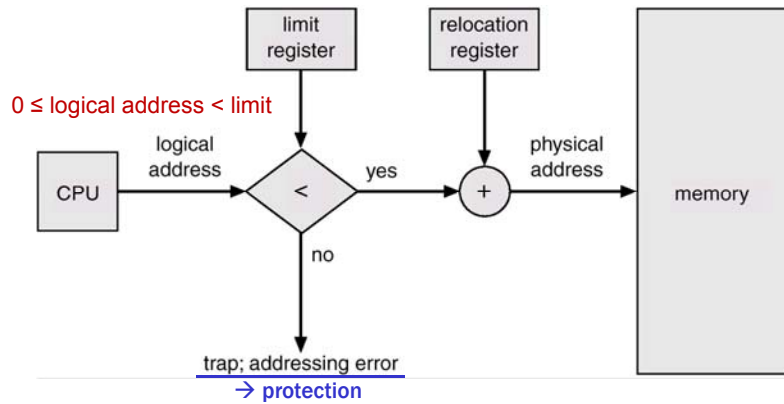 limit
register
relocation
register
0 ≤ logical address < limit
logical
address
physical
address
CPU
<
yes
+
memory
no
trap; addressing error
→ protection